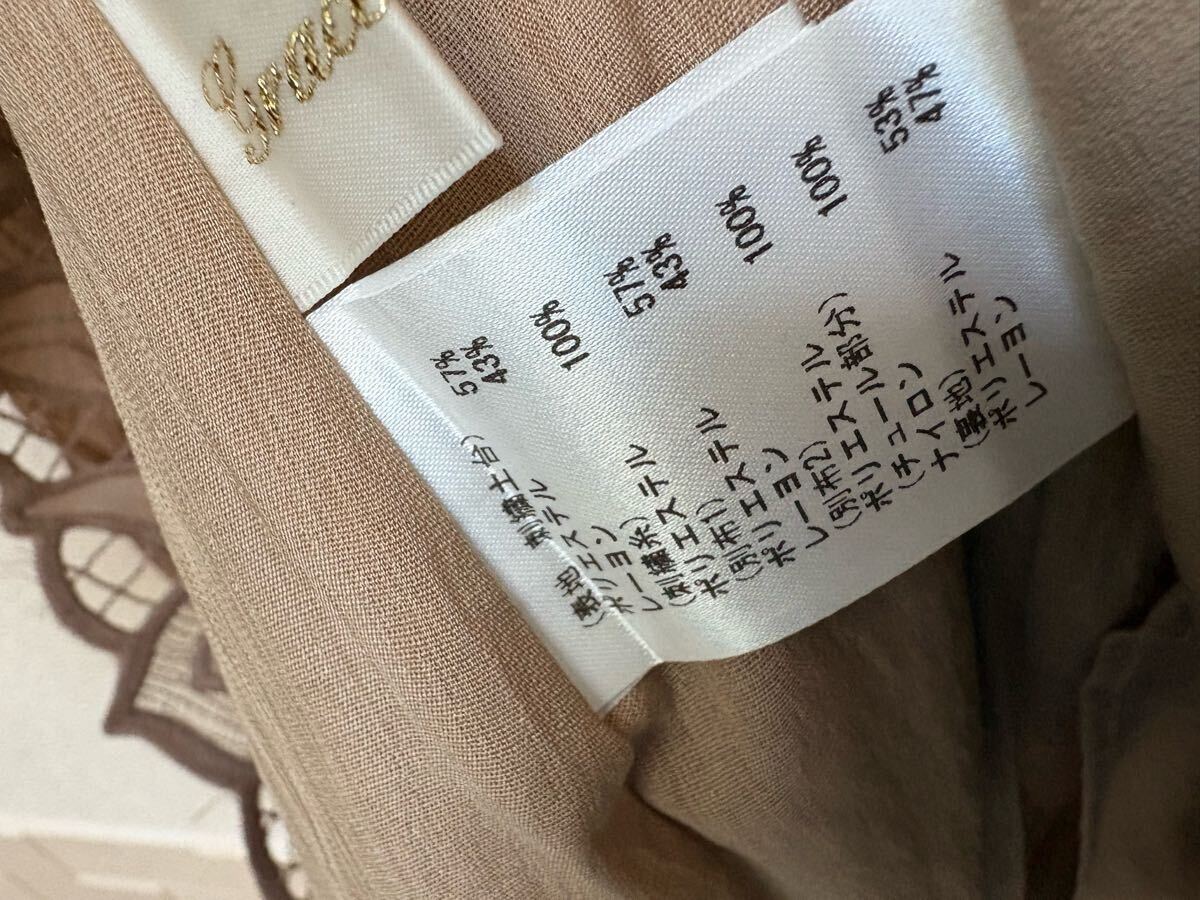 Grace
(表地 刺繍土台)
ポリエステル 57%
レーヨン 43%
(刺繍糸)
ポリエステル 100%
(別布1)
ポリエステル 57%
レーヨン 43%
(別布2)
ポリエステル 100%
(チュール部分)
ナイロン 100%
(裏地)
ポリエステル 53%
レーヨン 47%